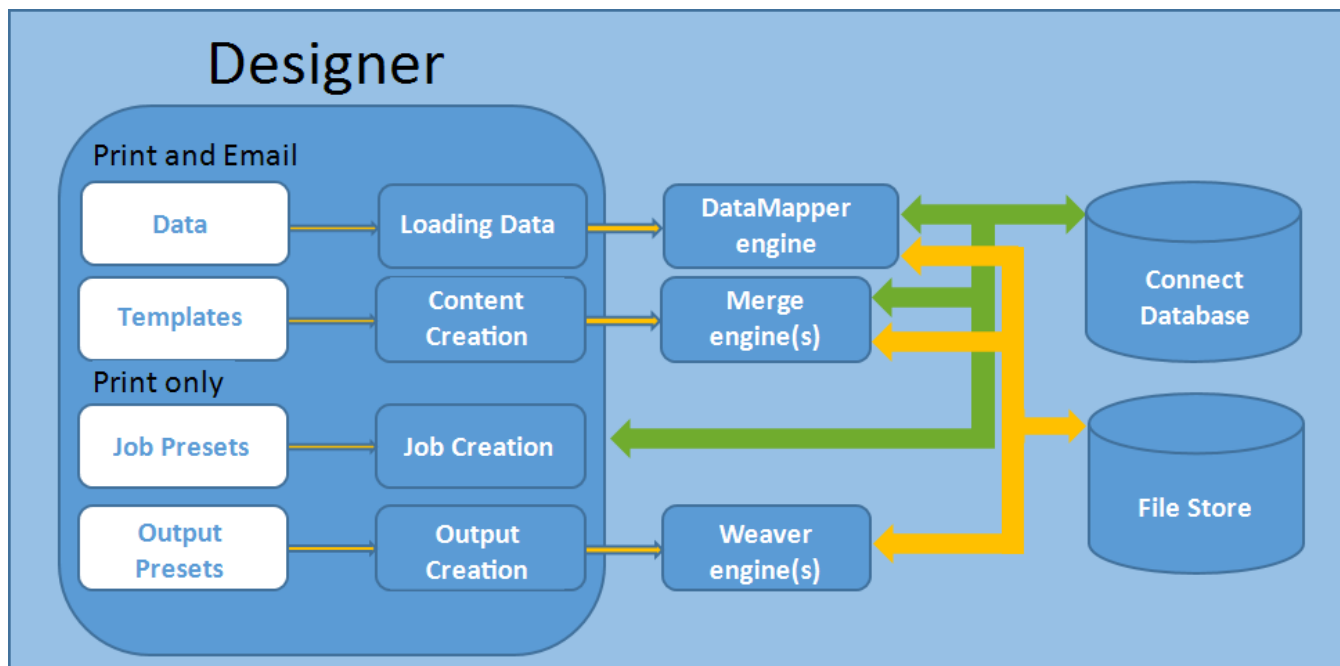 Designer
Print and Email
Data
Loading Data
DataMapper
engine
Templates
Content
Creation
Merge
engine(s)
Connect
Database
Print only
Job Presets
Job Creation
File Store
Output
Presets
Output
Creation
Weaver
engine(s)